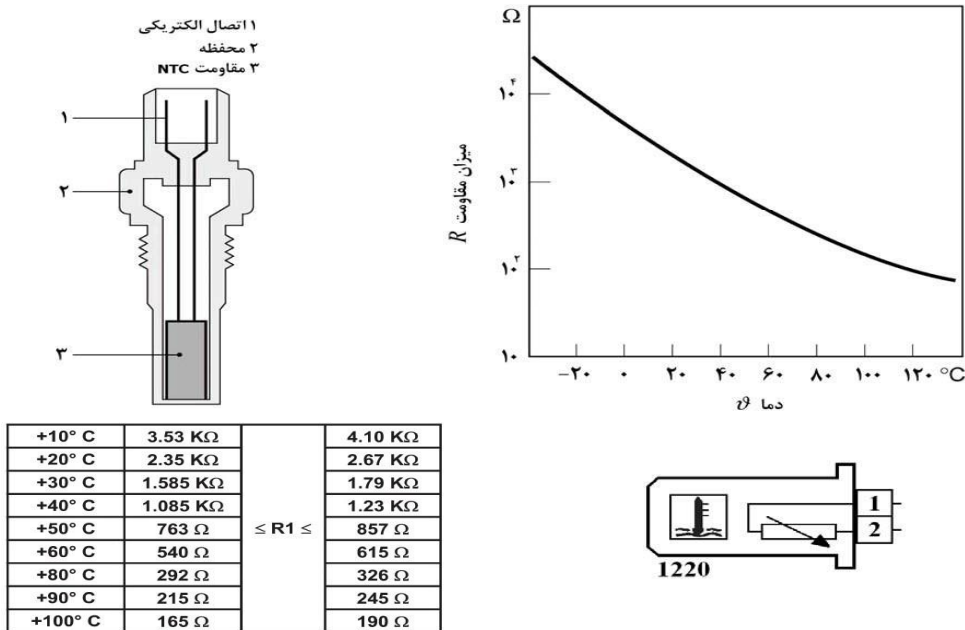 ۱ اتصال الکتریکی
۲ محفظه
۳ مقاومت NTC
۱
۲
۳
Ω
۱۰۴
۱۰۳
۱۰۲
۱۰
میزان مقاومت R
−۲۰ ۰ ۲۰ ۴۰ ۶۰ ۸۰ ۱۰۰ ۱۲۰ °C
دما ϑ
+10° C 3.53 KΩ 4.10 KΩ
+20° C 2.35 KΩ 2.67 KΩ
+30° C 1.585 KΩ 1.79 KΩ
+40° C 1.085 KΩ 1.23 KΩ
+50° C 763 Ω ≤ R1 ≤ 857 Ω
+60° C 540 Ω 615 Ω
+80° C 292 Ω 326 Ω
+90° C 215 Ω 245 Ω
+100° C 165 Ω 190 Ω
1
2
1220